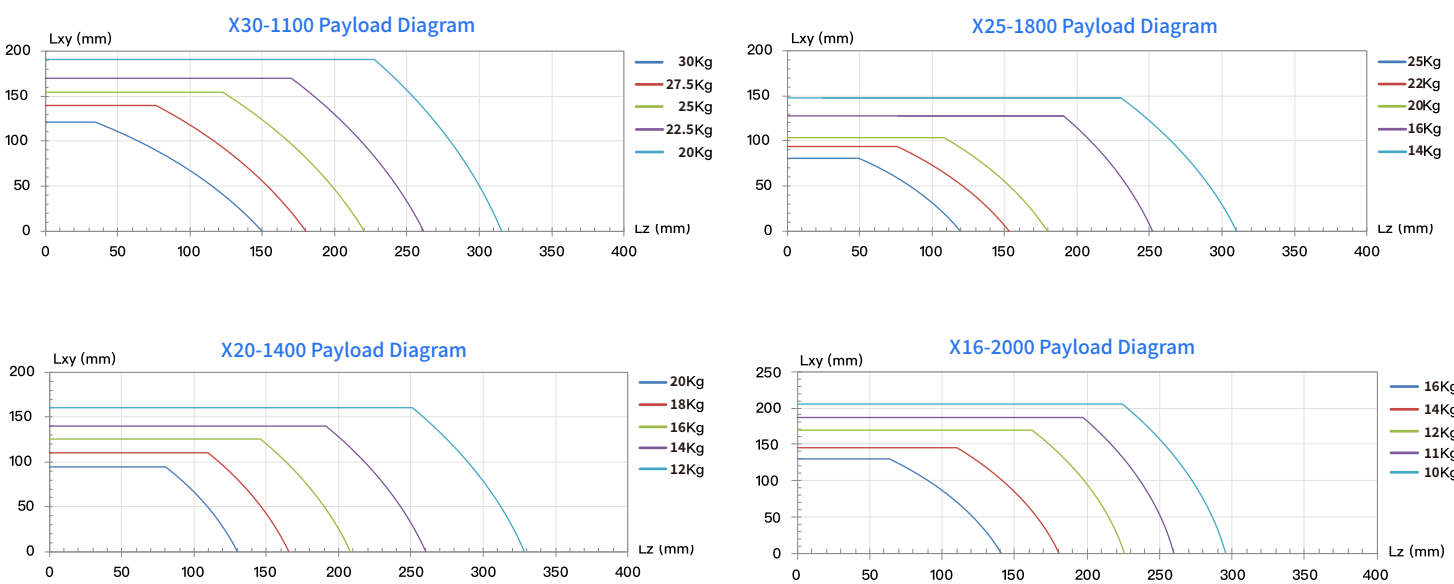 X30-1100 Payload Diagram
Lxy (mm)
200
150
100
50
0
0 50 100 150 200 250 300 350 400
Lz (mm)
30Kg
27.5Kg
25Kg
22.5Kg
20Kg
X25-1800 Payload Diagram
Lxy (mm)
200
150
100
50
0
0 50 100 150 200 250 300 350 400
Lz (mm)
25Kg
22Kg
20Kg
16Kg
14Kg
X20-1400 Payload Diagram
Lxy (mm)
200
150
100
50
0
0 50 100 150 200 250 300 350 400
Lz (mm)
20Kg
18Kg
16Kg
14Kg
12Kg
X16-2000 Payload Diagram
Lxy (mm)
250
200
150
100
50
0
0 50 100 150 200 250 300 350 400
Lz (mm)
16Kg
14Kg
12Kg
11Kg
10Kg